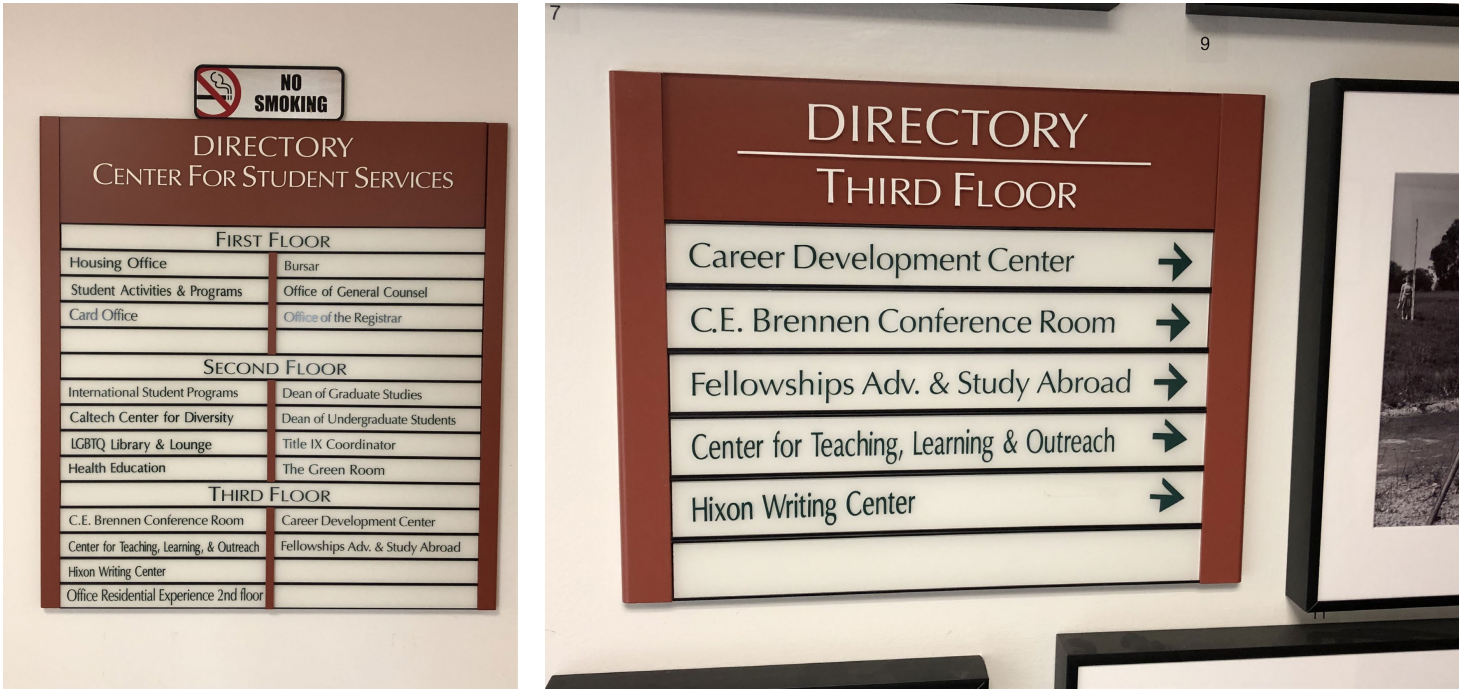 NO
SMOKING
DIRECTORY
CENTER FOR STUDENT SERVICES
FIRST FLOOR
Housing Office
Bursar
Student Activities & Programs
Office of General Counsel
Card Office
Office of the Registrar
SECOND FLOOR
International Student Programs
Dean of Graduate Studies
Caltech Center for Diversity
Dean of Undergraduate Students
LGBTQ Library & Lounge
Title IX Coordinator
Health Education
The Green Room
THIRD FLOOR
C.E. Brennen Conference Room
Career Development Center
Center for Teaching, Learning, & Outreach
Fellowships Adv. & Study Abroad
Hixon Writing Center
Office Residential Experience 2nd floor
7
9
DIRECTORY
THIRD FLOOR
Career Development Center
C.E. Brennen Conference Room
Fellowships Adv. & Study Abroad
Center for Teaching, Learning & Outreach
Hixon Writing Center